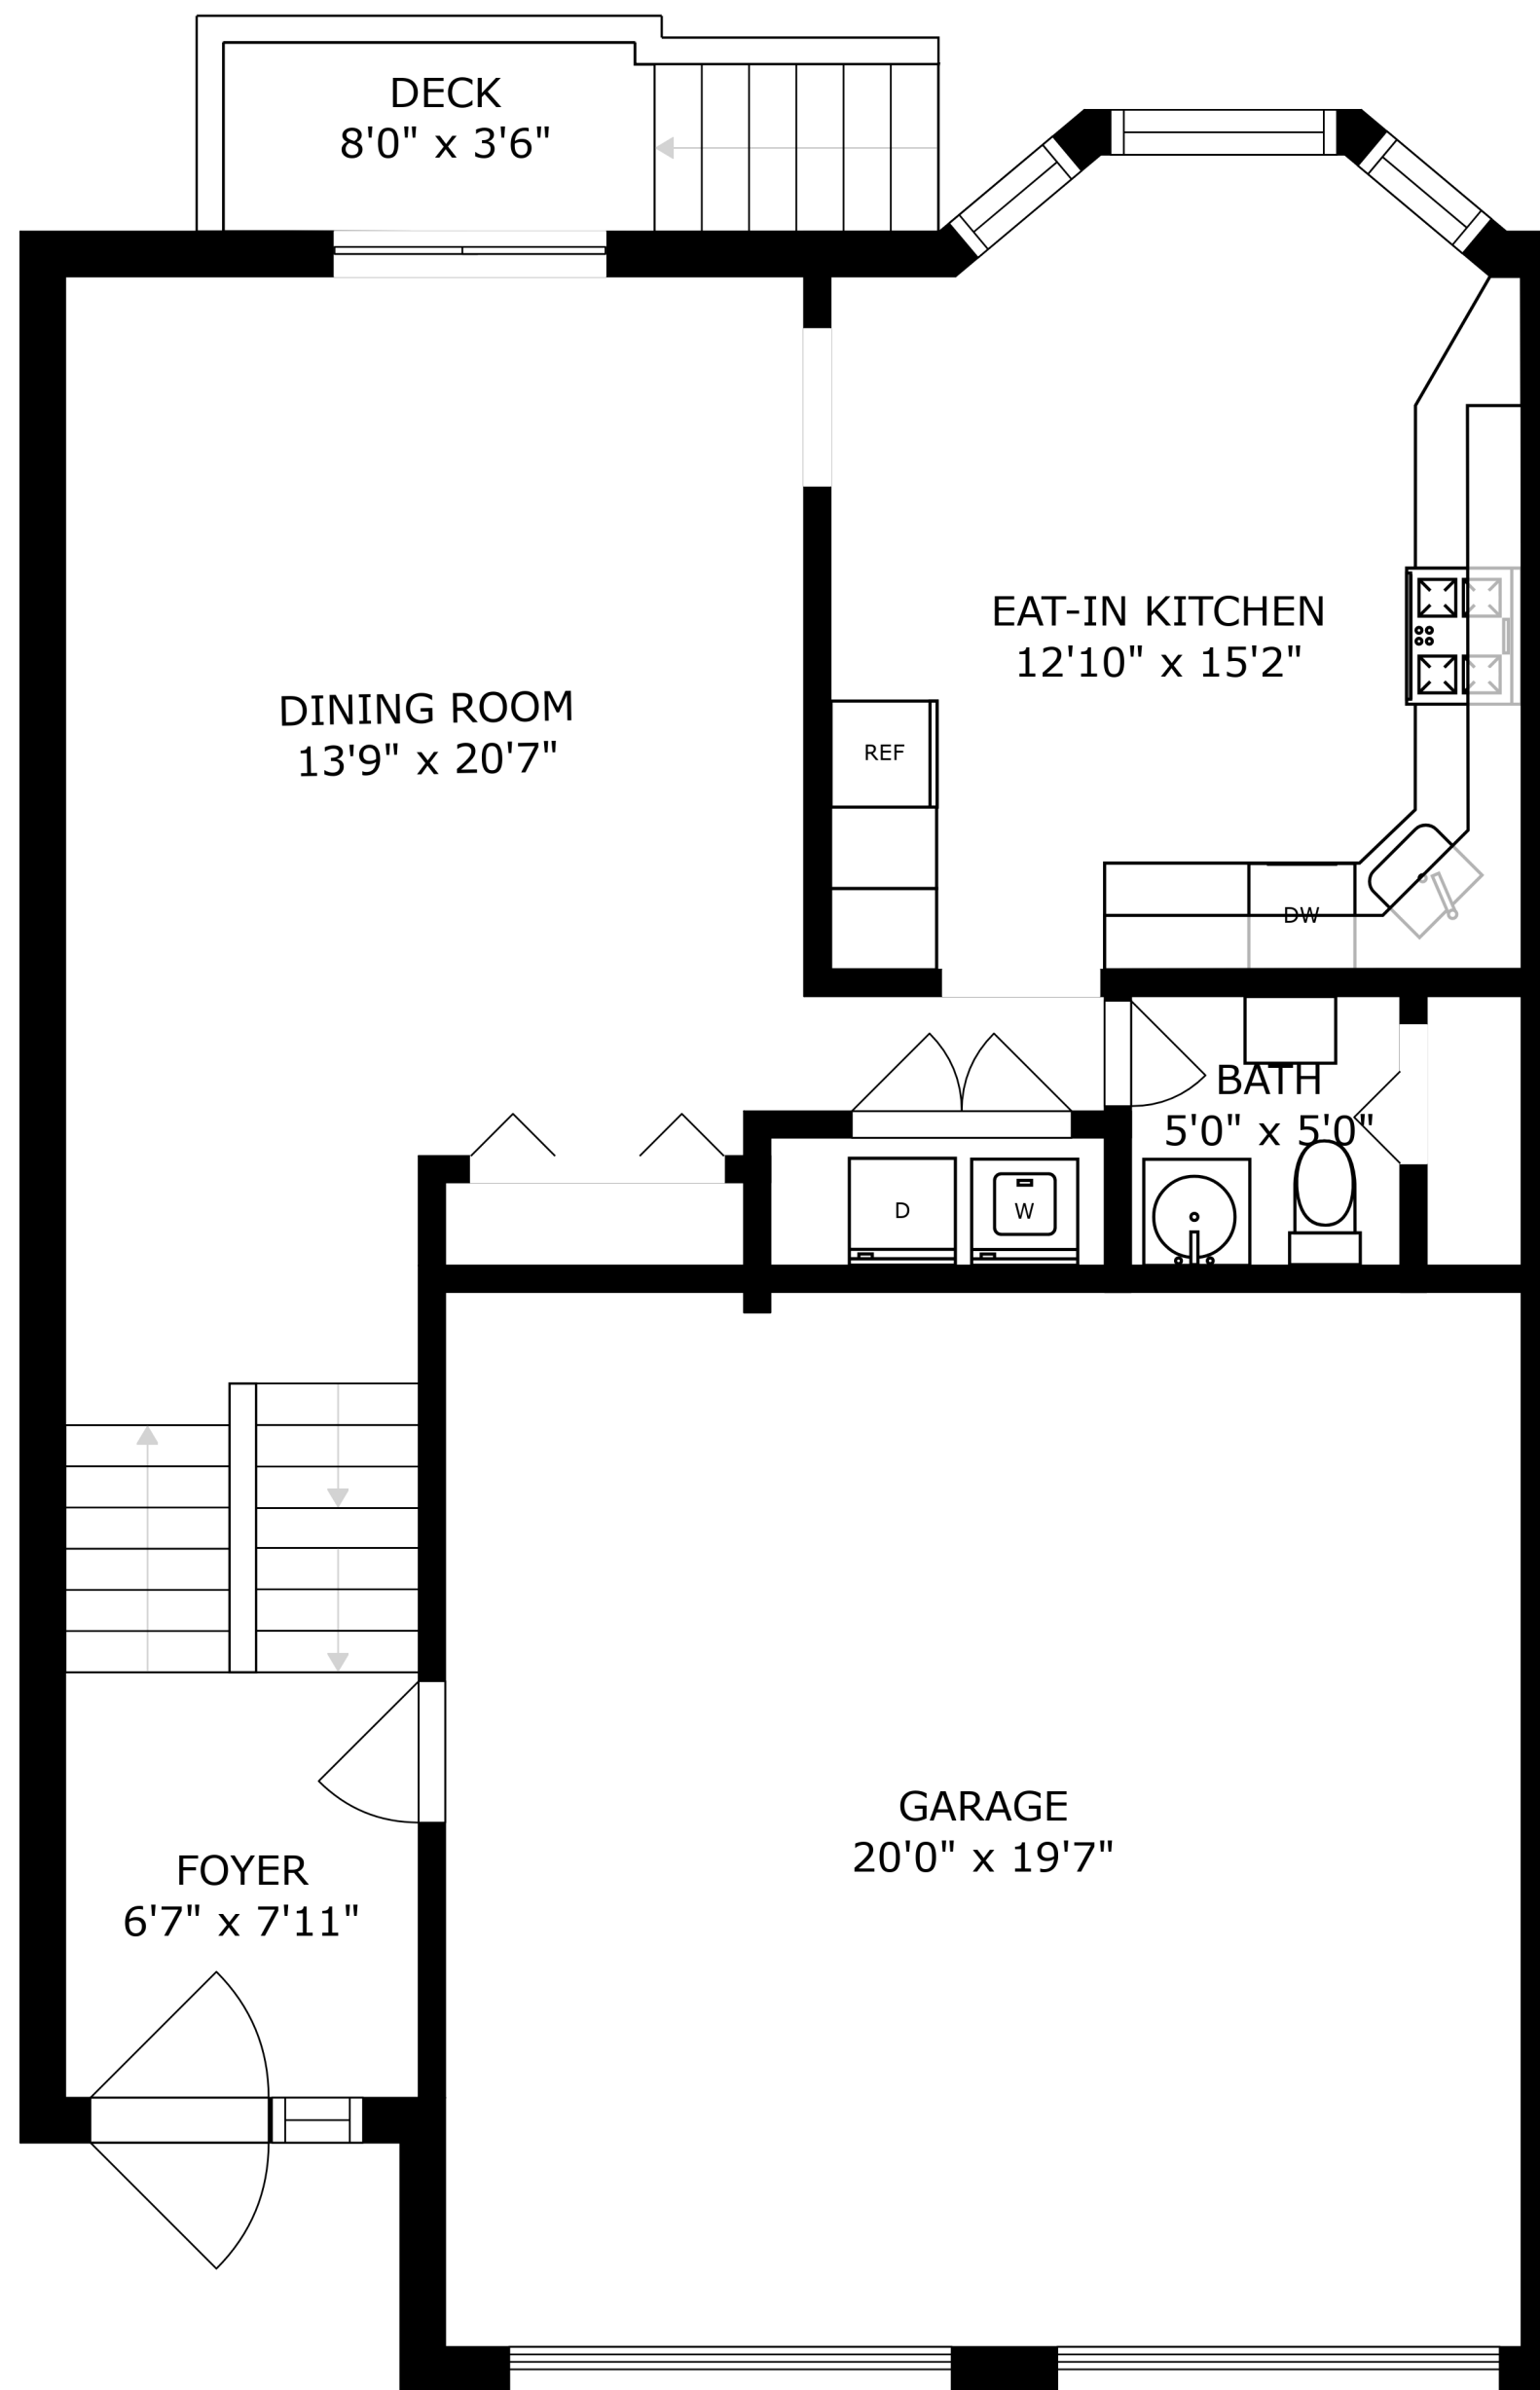 DECK
8'0" x 3'6"
EAT-IN KITCHEN
12'10" x 15'2"
DINING ROOM
13'9" x 20'7"
REF
DW
BATH
5'0" x 5'0"
D
W
GARAGE
20'0" x 19'7"
FOYER
6'7" x 7'11"